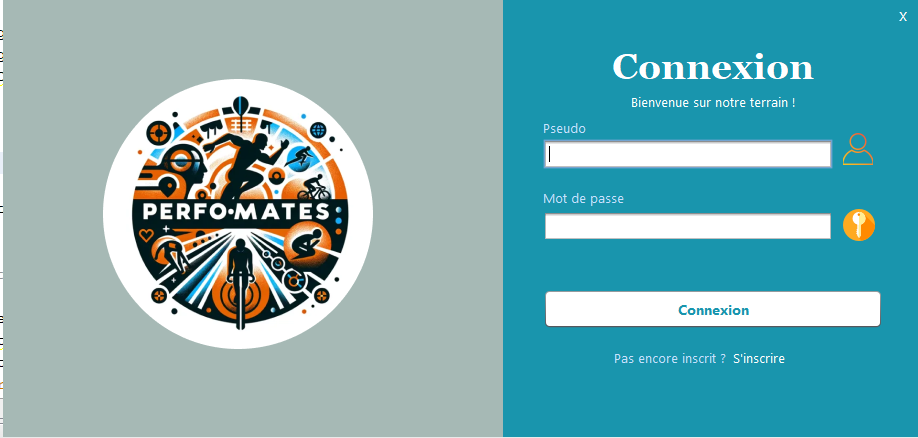 X
PERFO•MATES
Connexion
Bienvenue sur notre terrain !
Pseudo
Mot de passe
Connexion
Pas encore inscrit ? S'inscrire